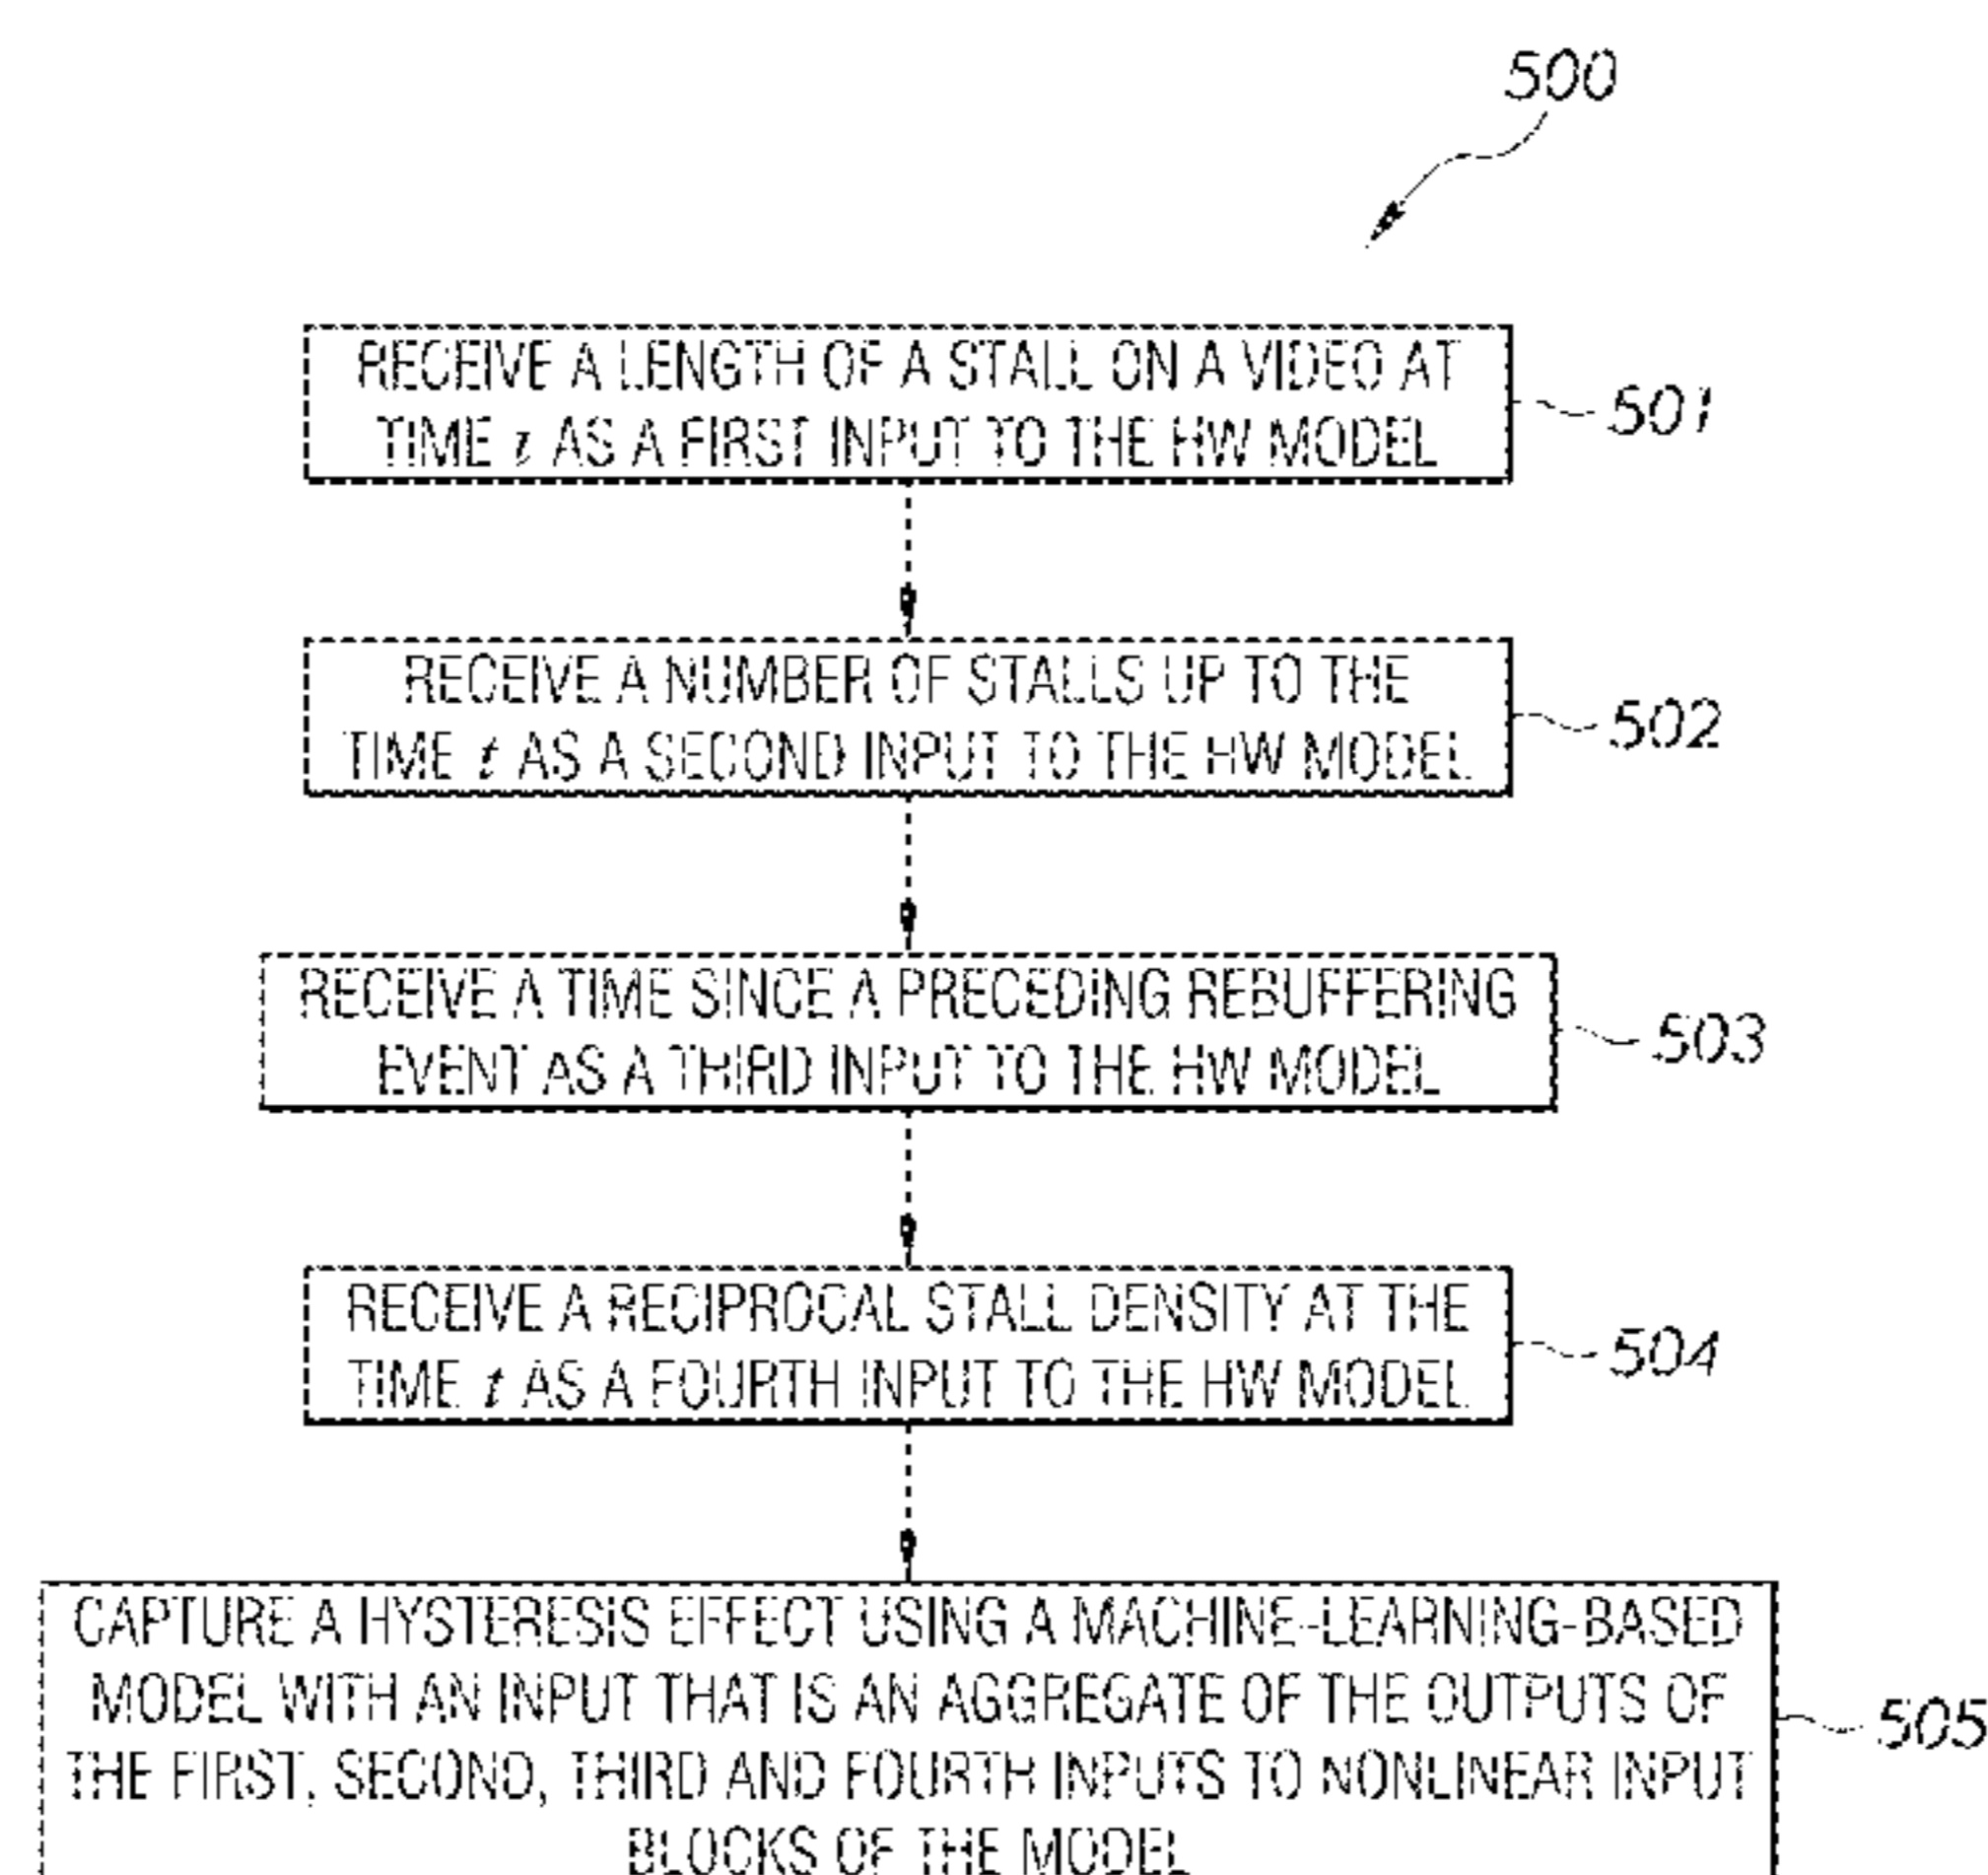 500
RECEIVE A LENGTH OF A STALL ON A VIDEO AT
TIME t AS A FIRST INPUT TO THE HW MODEL
501
RECEIVE A NUMBER OF STALLS UP TO THE
TIME t AS A SECOND INPUT TO THE HW MODEL
502
RECEIVE A TIME SINCE A PRECEDING REBUFFERING
EVENT AS A THIRD INPUT TO THE HW MODEL
503
RECEIVE A RECIPROCAL STALL DENSITY AT THE
TIME t AS A FOURTH INPUT TO THE HW MODEL
504
CAPTURE A HYSTERESIS EFFECT USING A MACHINE-LEARNING-BASED
MODEL WITH AN INPUT THAT IS AN AGGREGATE OF THE OUTPUTS OF
THE FIRST, SECOND, THIRD AND FOURTH INPUTS TO NONLINEAR INPUT
BLOCKS OF THE MODEL
505